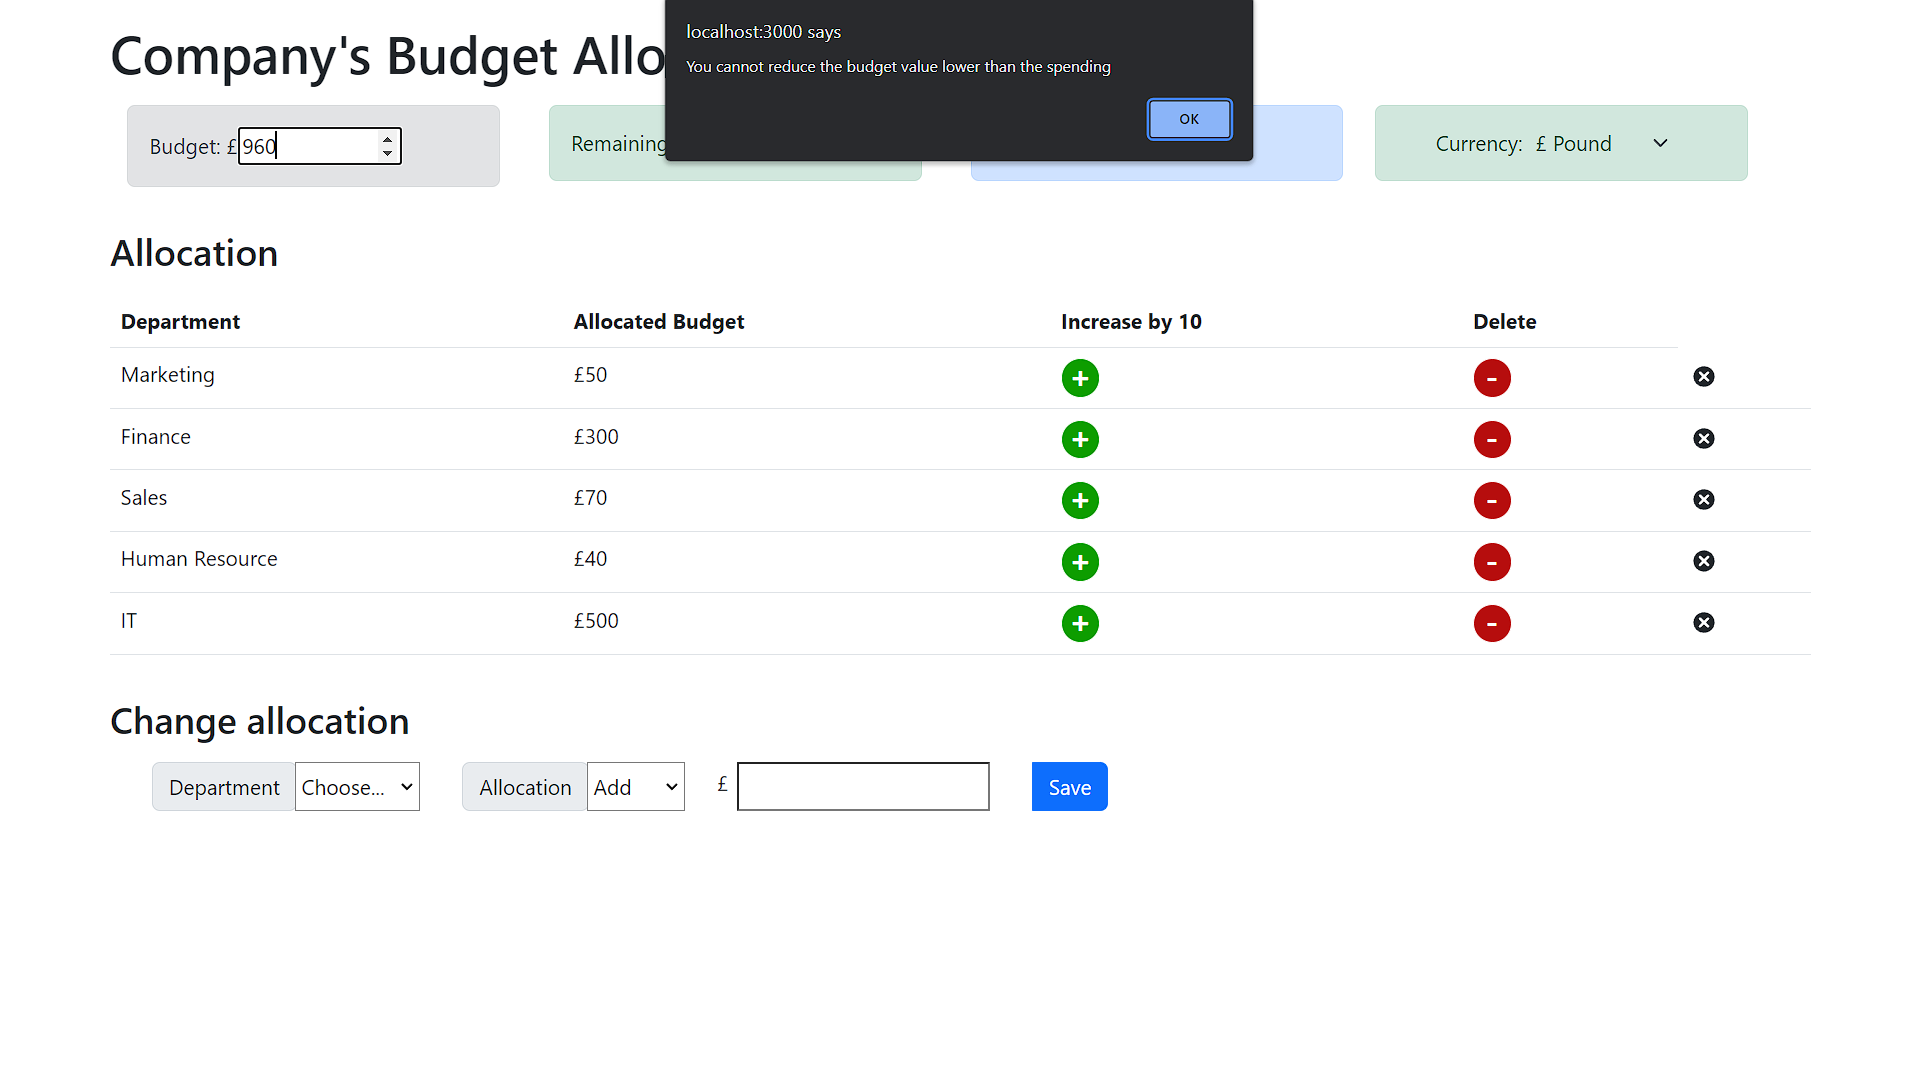 localhost:3000 says
You cannot reduce the budget value lower than the spending
OK
Company's Budget Allo
Budget: £960
Remaining
Currency: £ Pound
Allocation
Department Allocated Budget Increase by 10 Delete
Marketing £50 + -
Finance £300 + -
Sales £70 + -
Human Resource £40 + -
IT £500 + -
Change allocation
Department Choose... Allocation Add £ Save